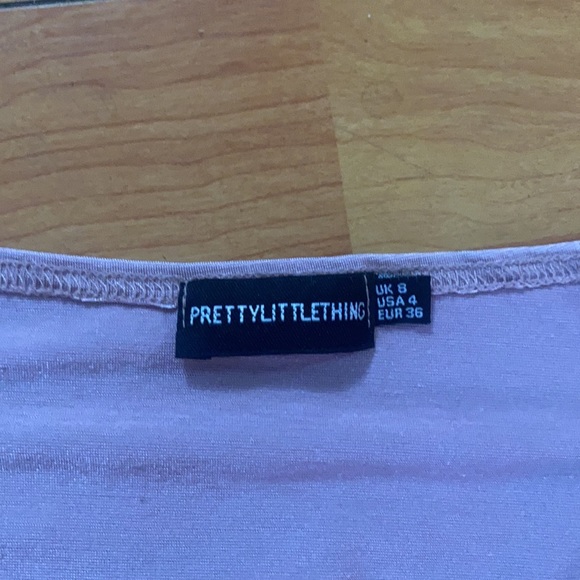 PRETTYLITTLETHING
UK 8
USA 4
EUR 36